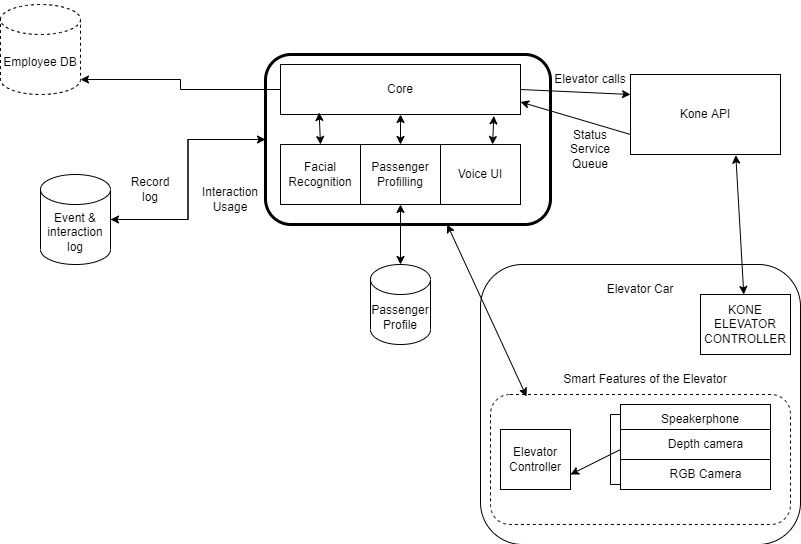 Employee DB
Core
Elevator calls
Kone API
Status
Service
Queue
Facial
Recognition
Passenger
Profilling
Voice UI
Record
log
Interaction
Usage
Event &
interaction
log
Passenger
Profile
Elevator Car
KONE
ELEVATOR
CONTROLLER
Smart Features of the Elevator
Speakerphone
Depth camera
RGB Camera
Elevator
Controller